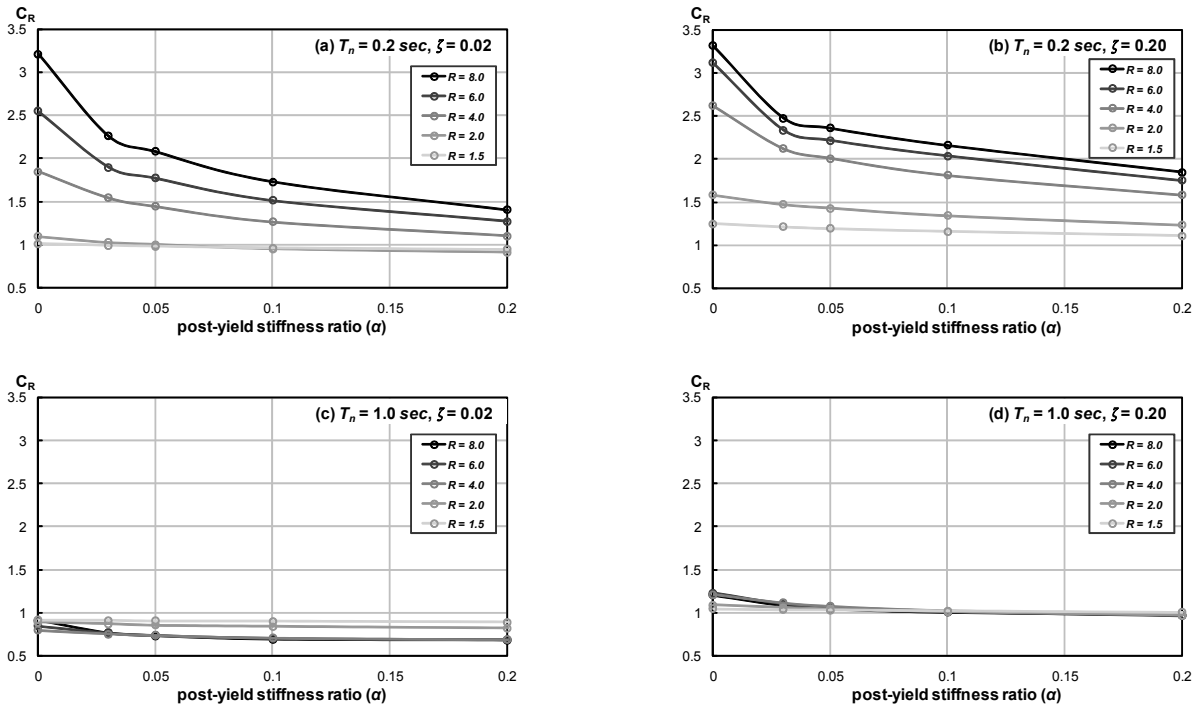 C_R
3.5
3
2.5
2
1.5
1
0.5
0 0.05 0.1 0.15 0.2
post-yield stiffness ratio (α)
(a) T_n = 0.2 sec, ζ = 0.02
R = 8.0
R = 6.0
R = 4.0
R = 2.0
R = 1.5
C_R
3.5
3
2.5
2
1.5
1
0.5
0 0.05 0.1 0.15 0.2
post-yield stiffness ratio (α)
(b) T_n = 0.2 sec, ζ = 0.20
R = 8.0
R = 6.0
R = 4.0
R = 2.0
R = 1.5
C_R
3.5
3
2.5
2
1.5
1
0.5
0 0.05 0.1 0.15 0.2
post-yield stiffness ratio (α)
(c) T_n = 1.0 sec, ζ = 0.02
R = 8.0
R = 6.0
R = 4.0
R = 2.0
R = 1.5
C_R
3.5
3
2.5
2
1.5
1
0.5
0 0.05 0.1 0.15 0.2
post-yield stiffness ratio (α)
(d) T_n = 1.0 sec, ζ = 0.20
R = 8.0
R = 6.0
R = 4.0
R = 2.0
R = 1.5